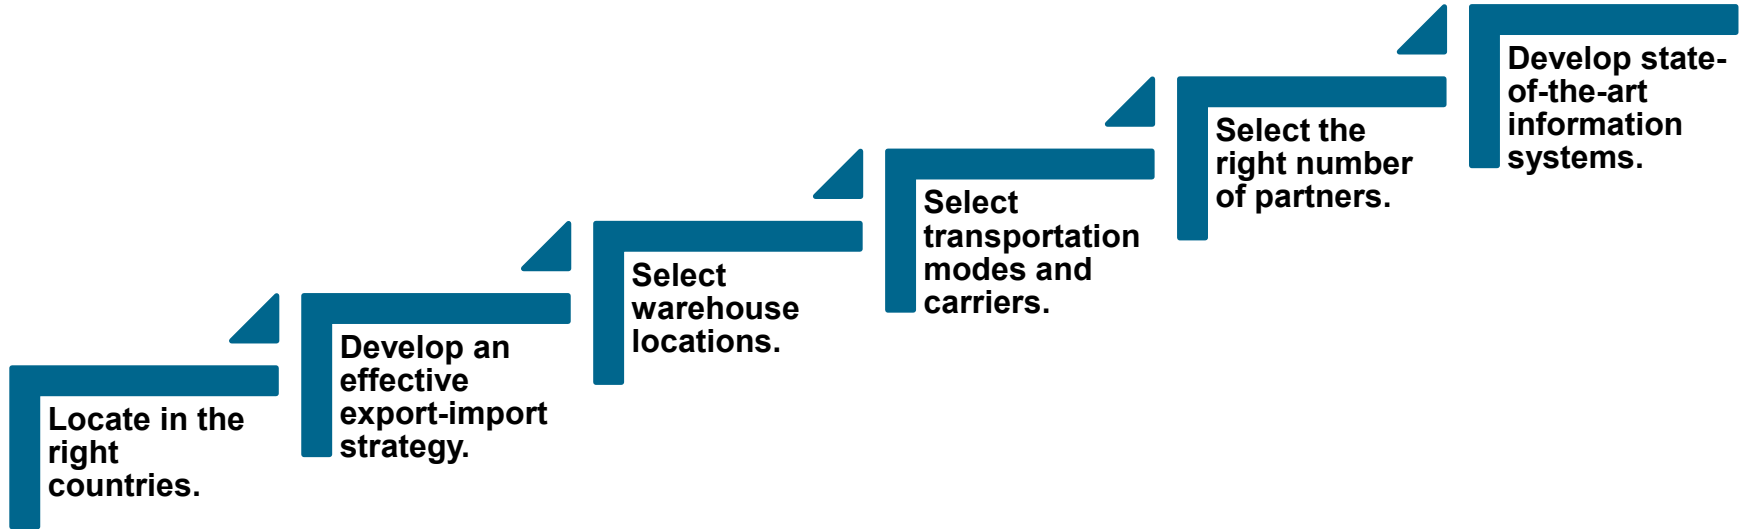 Locate in the
right
countries.
Develop an
effective
export-import
strategy.
Select
warehouse
locations.
Select
transportation
modes and
carriers.
Select the
right number
of partners.
Develop state-
of-the-art
information
systems.